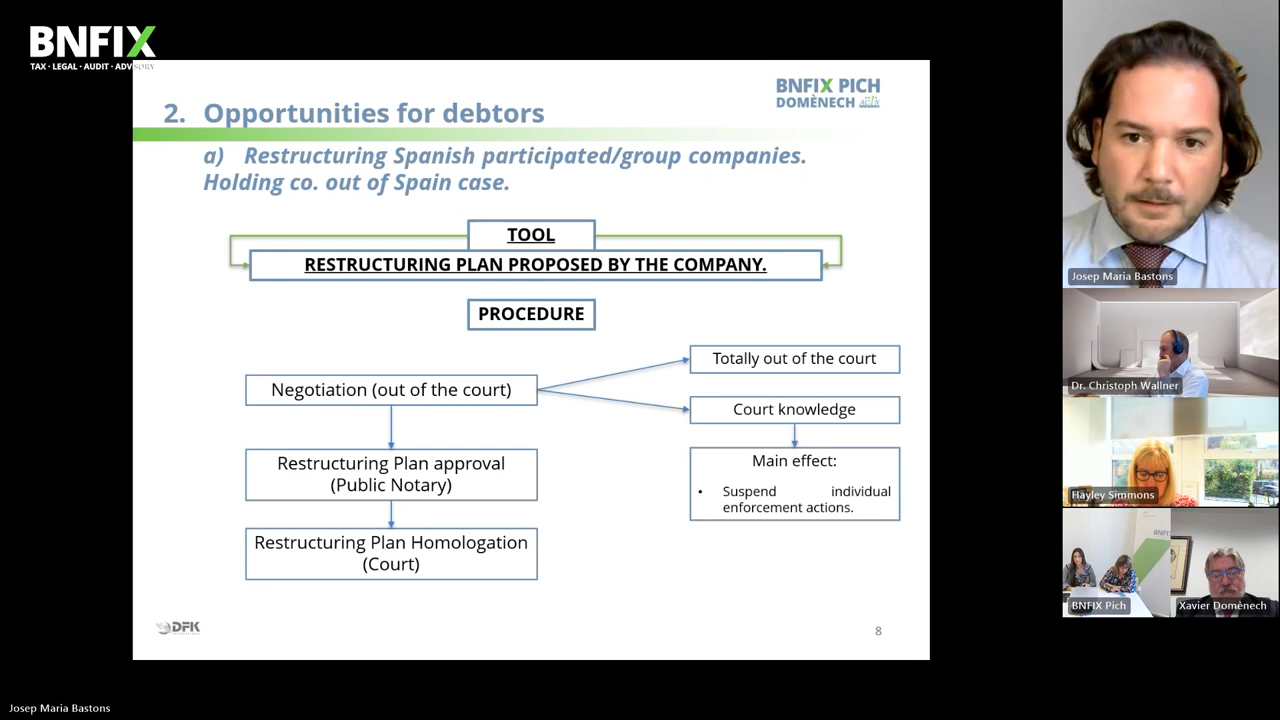 BNFIX
TAX · LEGAL · AUDIT · ADVISORY
BNFIX PICH
DOMÈNECH
2. Opportunities for debtors
a) Restructuring Spanish participated/group companies.
Holding co. out of Spain case.
TOOL
RESTRUCTURING PLAN PROPOSED BY THE COMPANY.
PROCEDURE
Negotiation (out of the court)
Totally out of the court
Court knowledge
Main effect:
• Suspend individual
enforcement actions.
Restructuring Plan approval
(Public Notary)
Restructuring Plan Homologation
(Court)
DFK
8
Josep Maria Bastons
Dr. Christoph Wallner
Hayley Simmons
BNFIX
BNFIX Pich
Xavier Domènech
Josep Maria Bastons